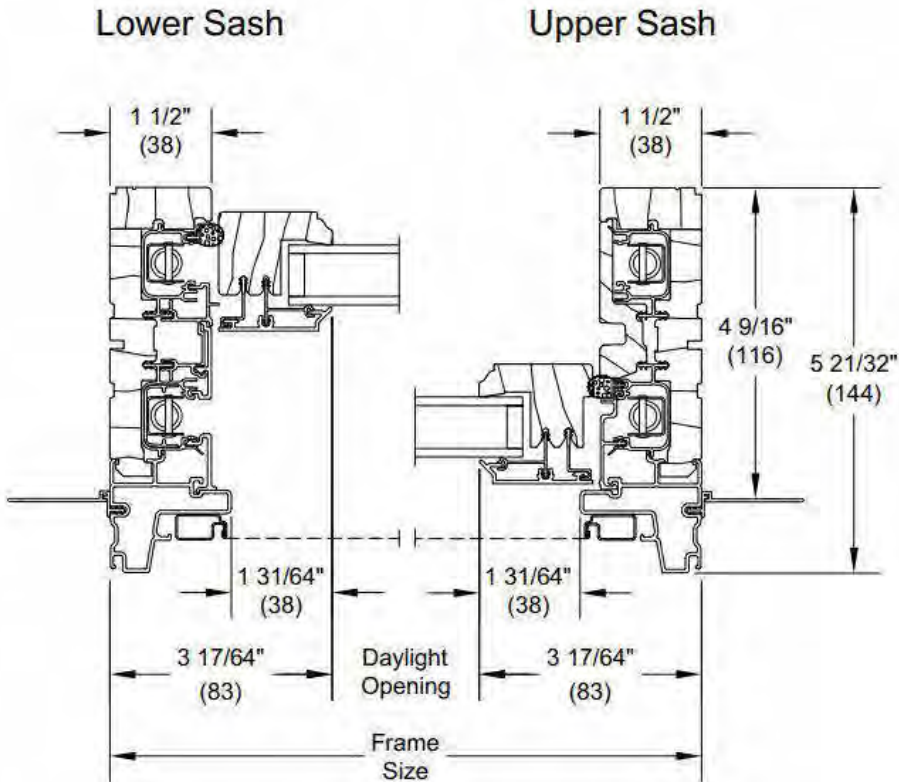 Lower Sash
Upper Sash
1 1/2"
(38)
1 1/2"
(38)
4 9/16"
(116)
5 21/32"
(144)
1 31/64"
(38)
1 31/64"
(38)
3 17/64"
(83)
Daylight
Opening
3 17/64"
(83)
Frame
Size